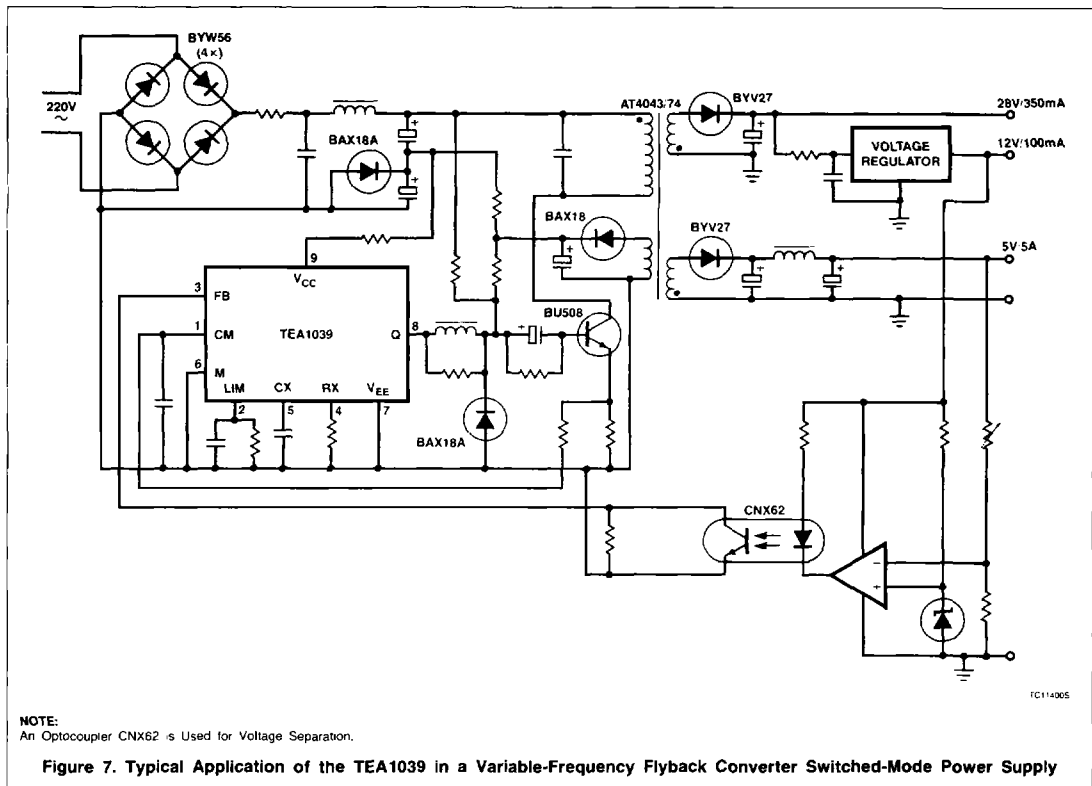 BYW56
(4×)
220V
~
BAX18A
AT4043/74
BYV27
28V/350mA
12V/100mA
VOLTAGE
REGULATOR
BAX18
BYV27
5V 5A
9
VCC
3
FB
1
CM
TEA1039
Q
8
BU508
6
M
LIM
CX
RX
VEE
2
5
4
7
BAX18A
CNX62
−
+
TC11400S
NOTE:
An Optocoupler CNX62 is Used for Voltage Separation.
Figure 7. Typical Application of the TEA1039 in a Variable-Frequency Flyback Converter Switched-Mode Power Supply